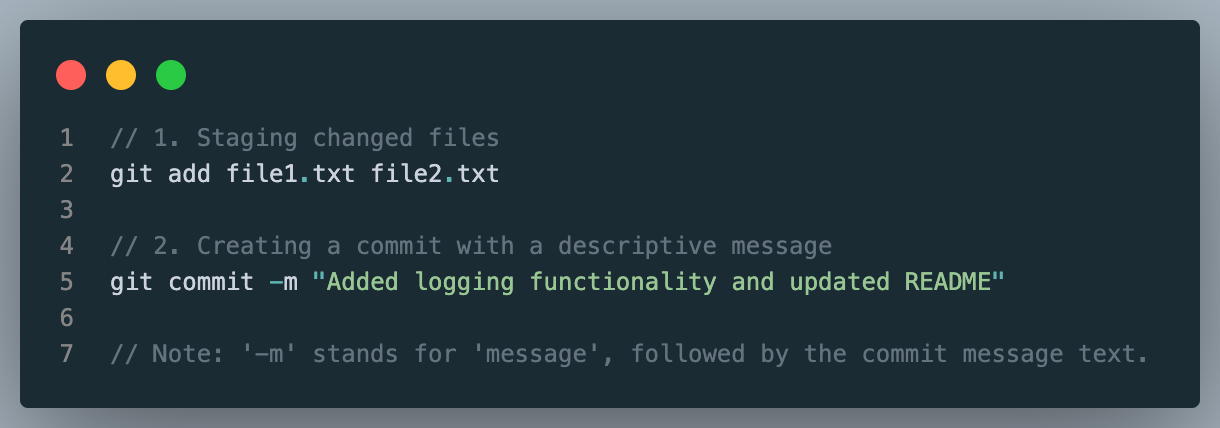 1 // 1. Staging changed files
2 git add file1.txt file2.txt
3
4 // 2. Creating a commit with a descriptive message
5 git commit -m "Added logging functionality and updated README"
6
7 // Note: '-m' stands for 'message', followed by the commit message text.